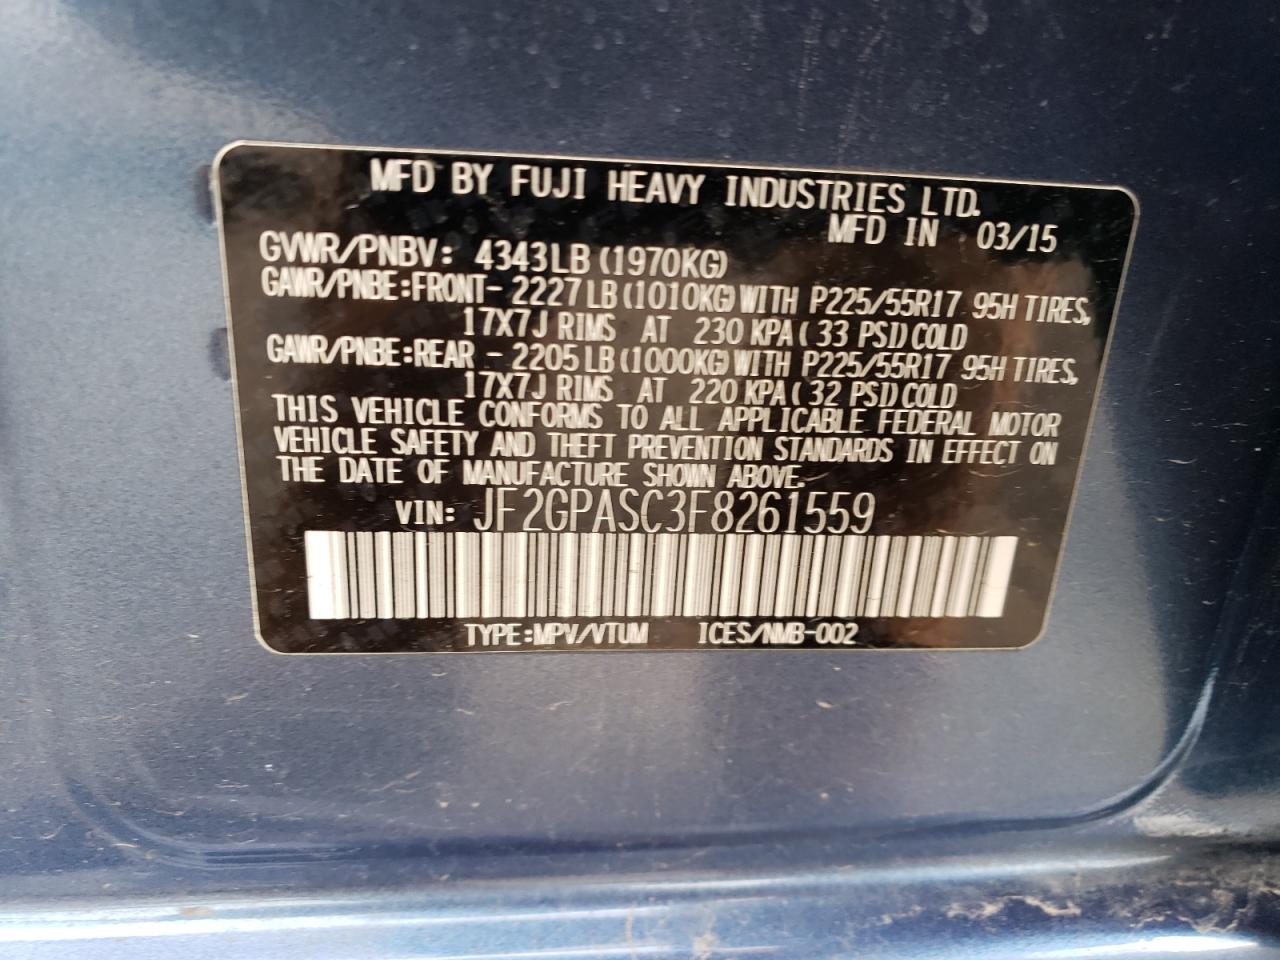 MFD BY FUJI HEAVY INDUSTRIES LTD.
MFD IN 03/15
GVWR/PNBV: 4343LB (1970KG)
GAWR/PNBE:FRONT- 2227 LB (1010KG) WITH P225/55R17 95H TIRES,
17X7J RIMS AT 230 KPA ( 33 PSI) COLD
GAWR/PNBE:REAR - 2205 LB (1000KG) WITH P225/55R17 95H TIRES,
17X7J RIMS AT 220 KPA ( 32 PSI) COLD
THIS VEHICLE CONFORMS TO ALL APPLICABLE FEDERAL MOTOR
VEHICLE SAFETY AND THEFT PREVENTION STANDARDS IN EFFECT ON
THE DATE OF MANUFACTURE SHOWN ABOVE.
VIN: JF2GPASC3F8261559
TYPE:MPV/VTUM ICES/NMB-002